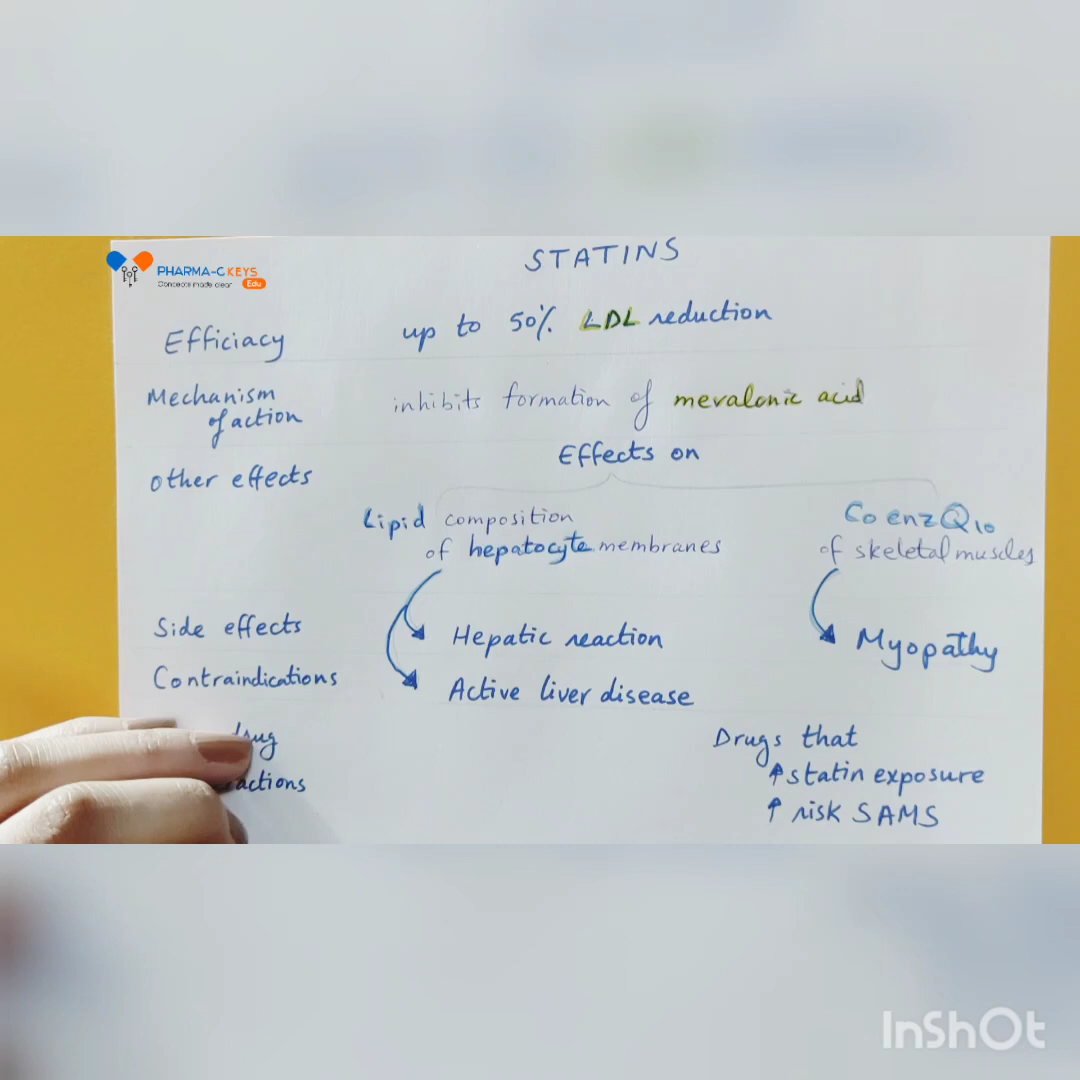 PHARMA-CKEYS
Concepts made clear Edu
STATINS
Efficiacy
up to 50% LDL reduction
Mechanism
of action
inhibits formation of mevalonic acid
Other effects
Effects on
Lipid composition
of hepatocyte membranes
Co enz Q10
of skeletal muscles
Side effects
Hepatic reaction
Myopathy
Contraindications
Active liver disease
Drugs that
↑ statin exposure
↑ risk SAMS
InShOt